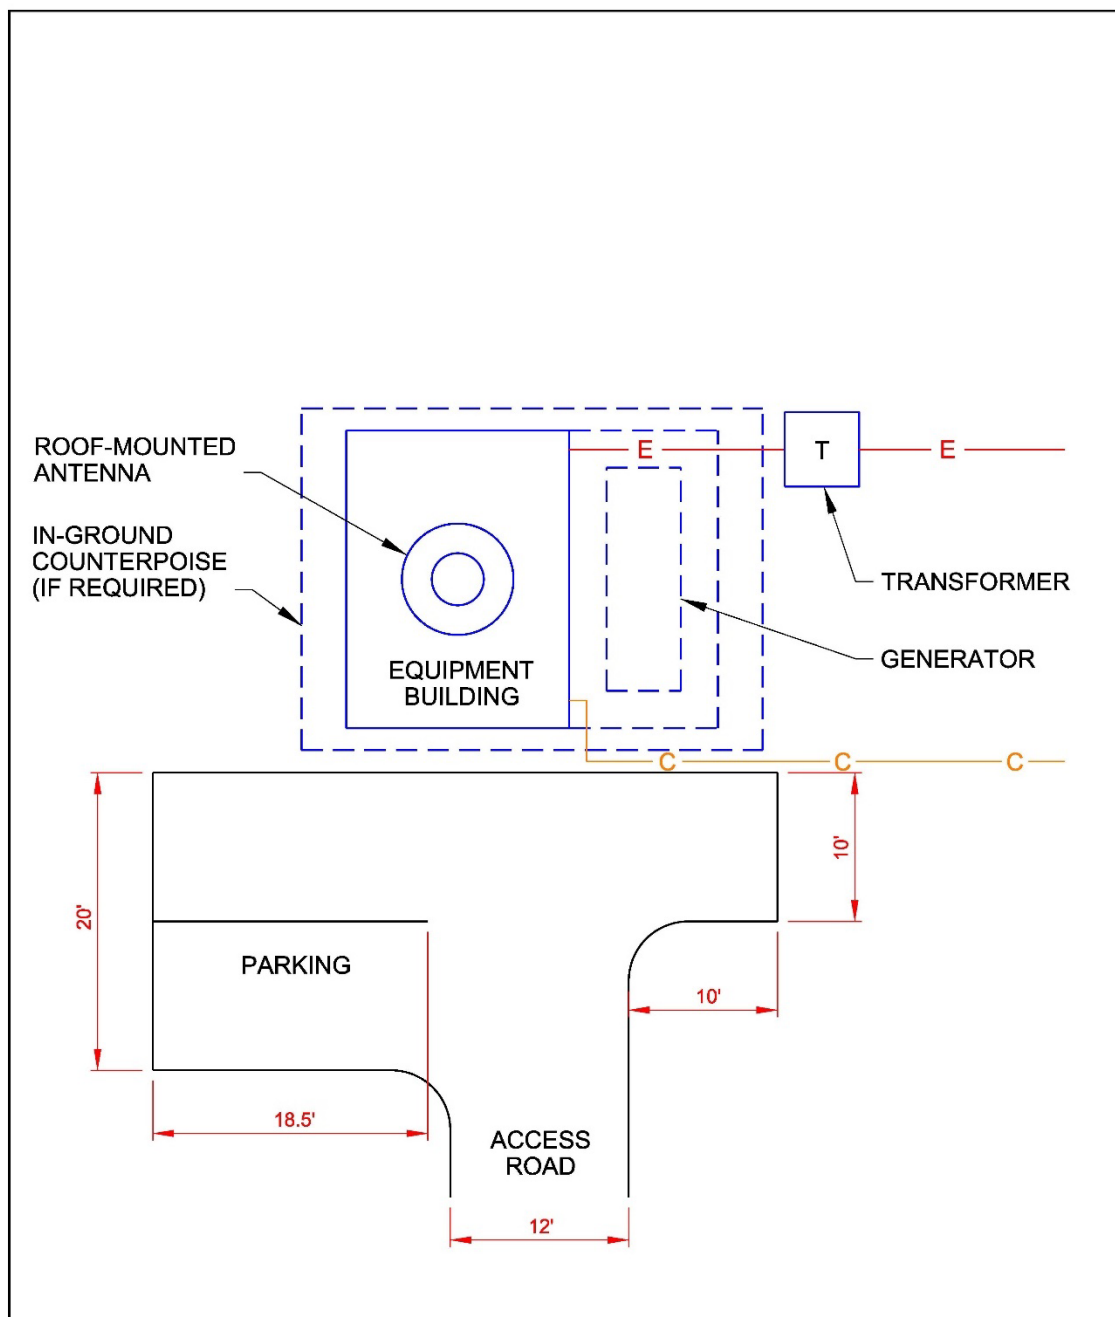 ROOF-MOUNTED
ANTENNA
IN-GROUND
COUNTERPOISE
(IF REQUIRED)
E
T
E
TRANSFORMER
GENERATOR
EQUIPMENT
BUILDING
C
C
C
20'
10'
PARKING
10'
18.5'
ACCESS
ROAD
12'